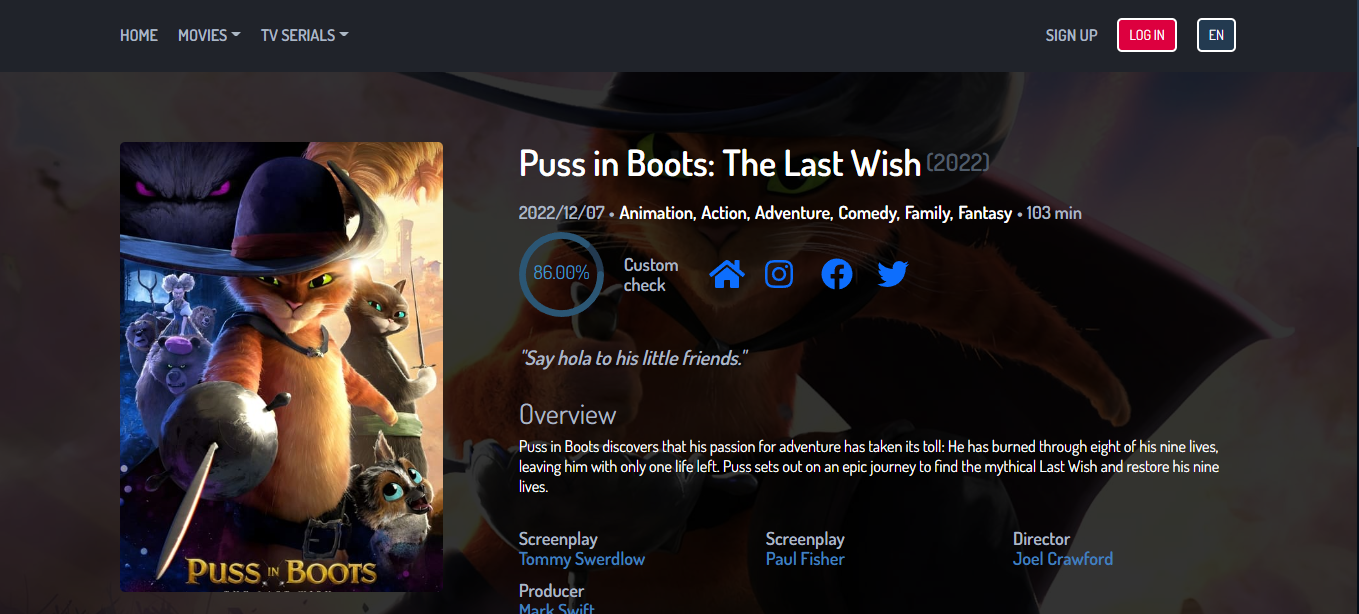 HOME MOVIES TV SERIALS SIGN UP LOG IN EN
Puss in Boots: The Last Wish (2022)
2022/12/07 • Animation, Action, Adventure, Comedy, Family, Fantasy • 103 min
86.00%
Custom
check
"Say hola to his little friends."
Overview
Puss in Boots discovers that his passion for adventure has taken its toll: He has burned through eight of his nine lives,
leaving him with only one life left. Puss sets out on an epic journey to find the mythical Last Wish and restore his nine
lives.
Screenplay Screenplay Director
Tommy Swerdlow Paul Fisher Joel Crawford
Producer
Mark Swift
PUSS IN BOOTS